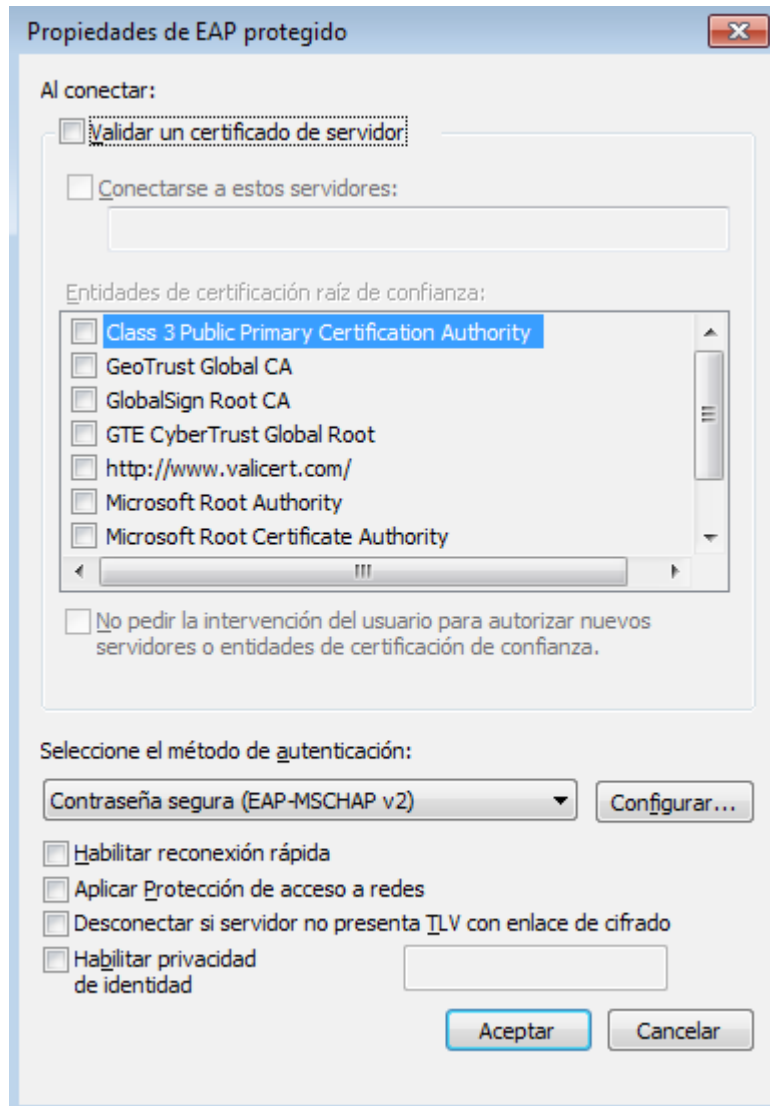 Propiedades de EAP protegido
Al conectar:
Validar un certificado de servidor
Conectarse a estos servidores:
Entidades de certificación raíz de confianza:
Class 3 Public Primary Certification Authority
GeoTrust Global CA
GlobalSign Root CA
GTE CyberTrust Global Root
http://www.valicert.com/
Microsoft Root Authority
Microsoft Root Certificate Authority
No pedir la intervención del usuario para autorizar nuevos
servidores o entidades de certificación de confianza.
Seleccione el método de autenticación:
Contraseña segura (EAP-MSCHAP v2)
Configurar...
Habilitar reconexión rápida
Aplicar Protección de acceso a redes
Desconectar si servidor no presenta TLV con enlace de cifrado
Habilitar privacidad
de identidad
Aceptar
Cancelar